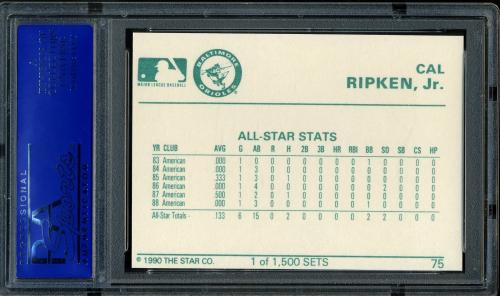 CAL
RIPKEN, Jr.
MAJOR LEAGUE BASEBALL
BALTIMORE
ORIOLES
ALL-STAR STATS
YR CLUB AVG G AB R H 2B 3B HR RBI BB SO SB CS HP
83 American .000 1 0 0 0 0 0 0 0 1 0 0 0 0
84 American .000 1 3 0 0 0 0 0 0 0 0 0 0 0
85 American .333 1 3 0 1 0 0 0 0 0 0 0 0 0
86 American .000 1 4 0 0 0 0 0 0 0 2 0 0 0
87 American .500 1 2 0 1 0 0 0 0 0 0 0 0 0
88 American .000 1 3 0 0 0 0 0 0 1 0 0 0 0
All-Star Totals - .133 6 15 0 2 0 0 0 0 2 2 0 0 0
© 1990 THE STAR CO. 1 of 1,500 SETS 75
PROFESSIONAL
PSA